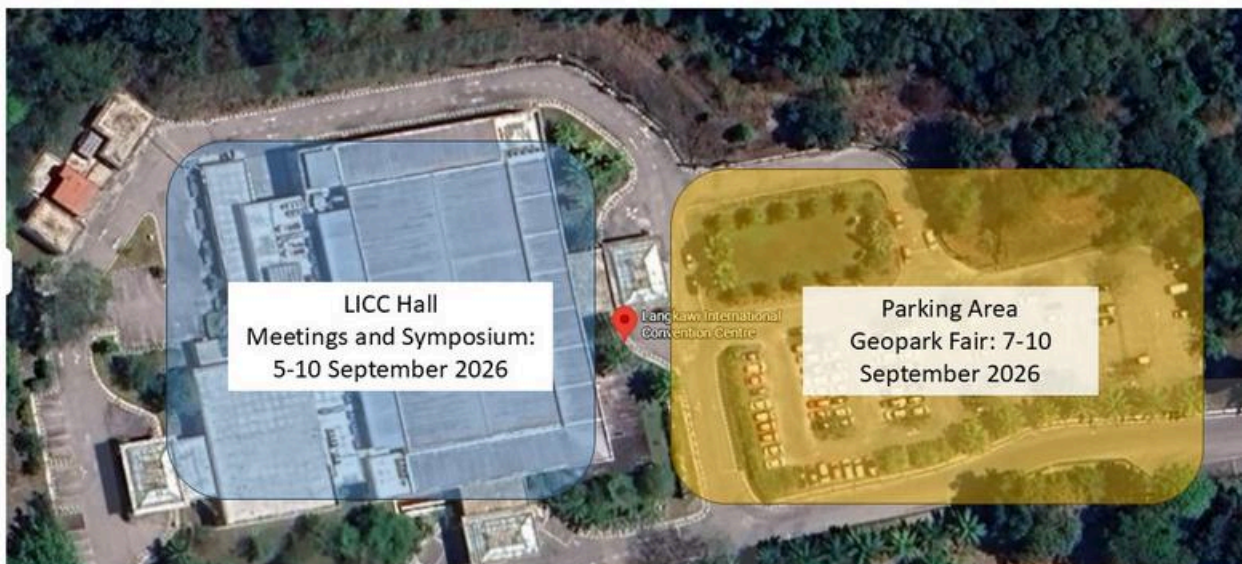 LICC Hall
Meetings and Symposium:
5-10 September 2026
Langkawi International
Convention Centre
Parking Area
Geopark Fair: 7-10
September 2026